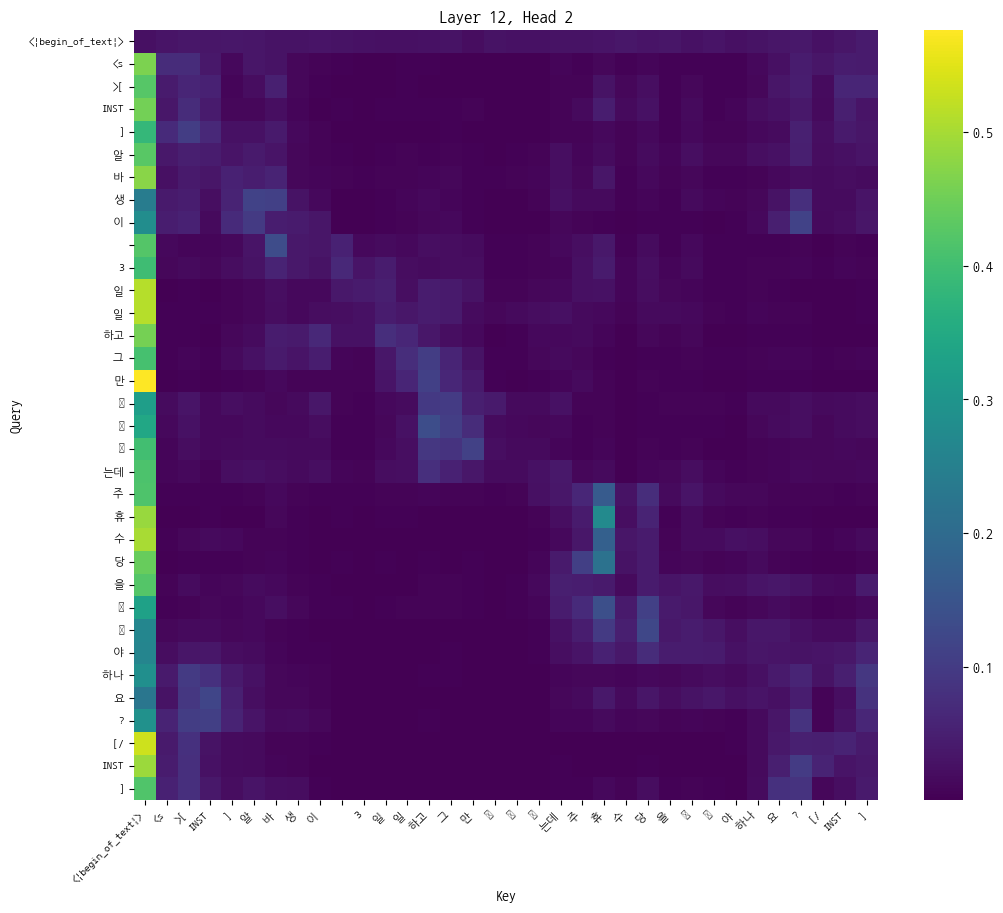 Layer 12, Head 2
<|begin_of_text|>
<s
>[
INST
]
알
바
생
이
3
일
일
하고
그
만
는데
주
휴
수
당
을
야
하나
요
?
[/
INST
]
Query
<|begin_of_text|>
<s
>[
INST
]
알
바
생
이
3
일
일
하고
그
만
는데
주
휴
수
당
을
야
하나
요
?
[/
INST
]
Key
0.5
0.4
0.3
0.2
0.1